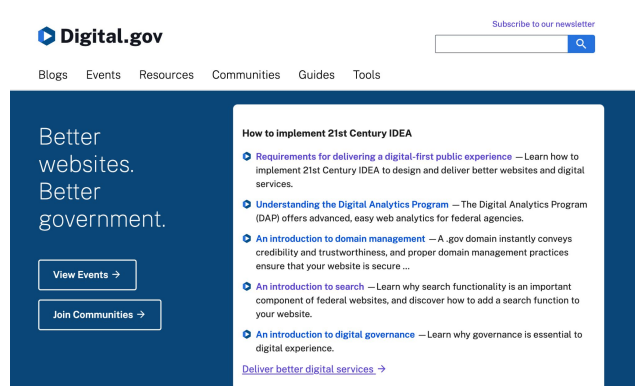 Subscribe to our newsletter
Digital.gov
Blogs Events Resources Communities Guides Tools
Better
websites.
Better
government.
View Events →
Join Communities →
How to implement 21st Century IDEA
Requirements for delivering a digital-first public experience —Learn how to
implement 21st Century IDEA to design and deliver better websites and digital
services.
Understanding the Digital Analytics Program —The Digital Analytics Program
(DAP) offers advanced, easy web analytics for federal agencies.
An introduction to domain management —A .gov domain instantly conveys
credibility and trustworthiness, and proper domain management practices
ensure that your website is secure ...
An introduction to search —Learn why search functionality is an important
component of federal websites, and discover how to add a search function to
your website.
An introduction to digital governance —Learn why governance is essential to
digital experience.
Deliver better digital services →